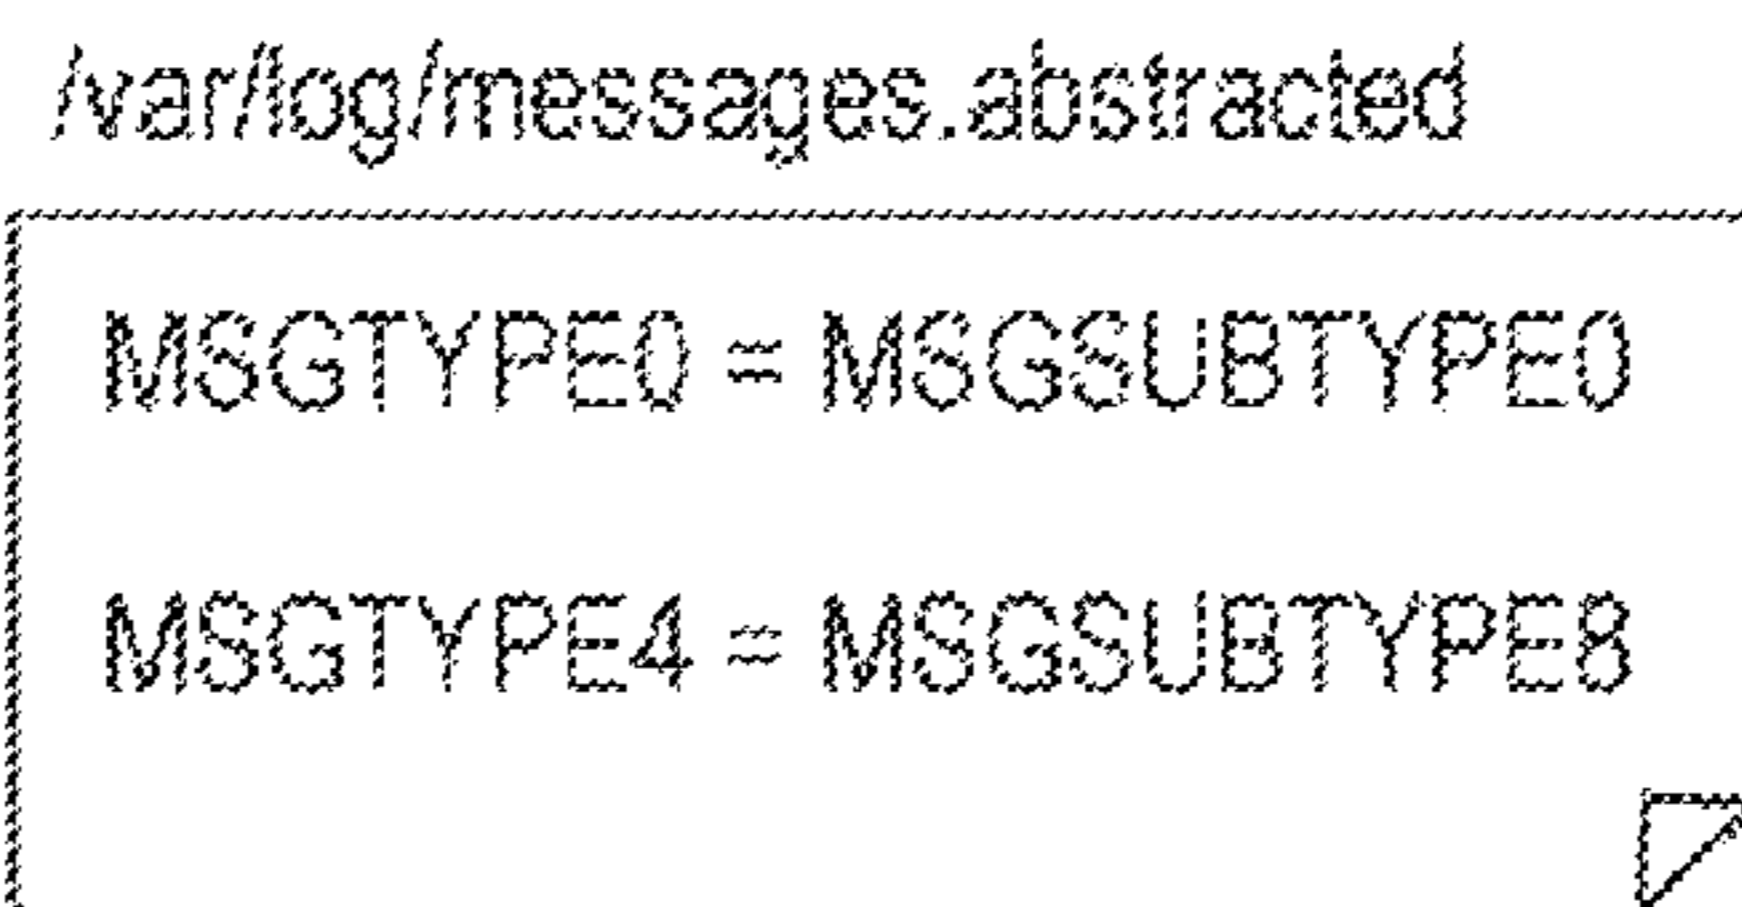 /var/log/messages.abstracted
MSGTYPE0 = MSGSUBTYPE0
MSGTYPE4 = MSGSUBTYPE8